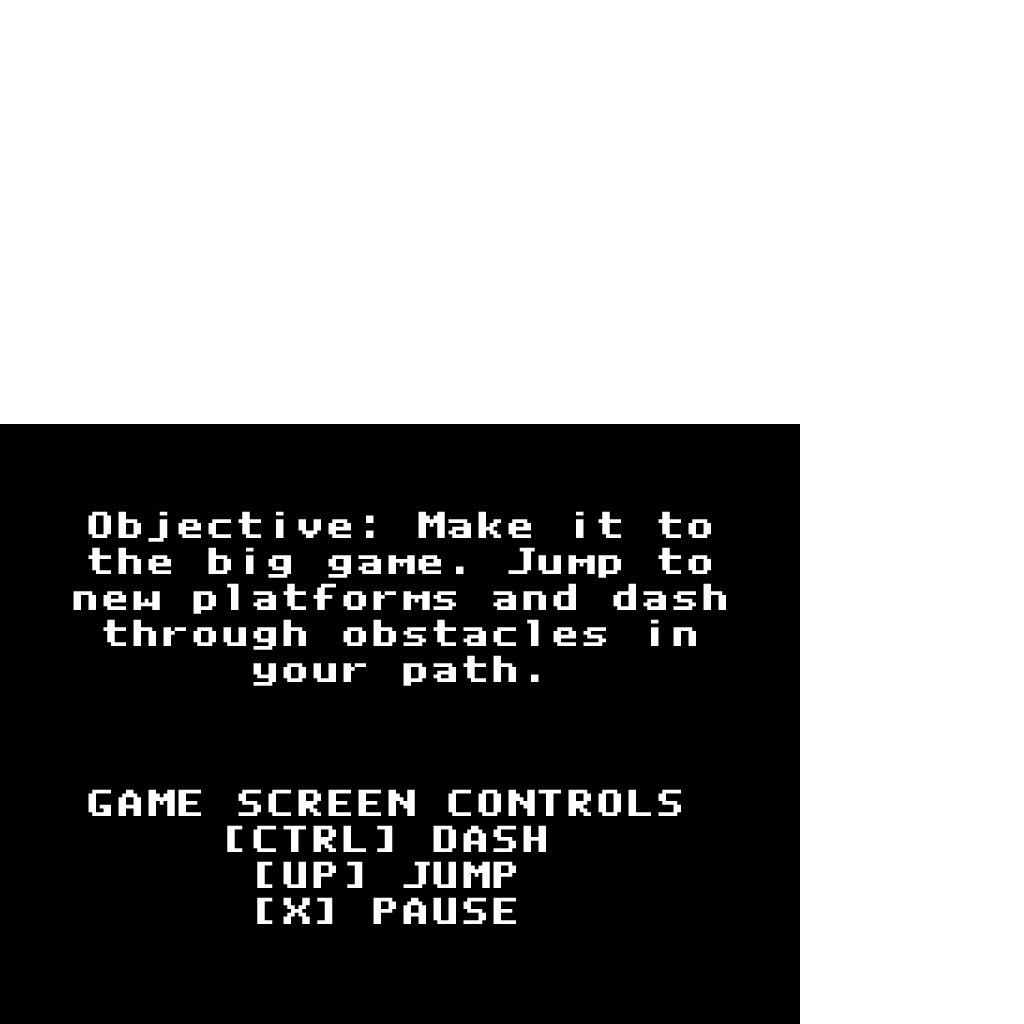 Objective: Make it to
the big game. Jump to
new platforms and dash
through obstacles in
your path.
GAME SCREEN CONTROLS
[CTRL] DASH
[UP] JUMP
[X] PAUSE